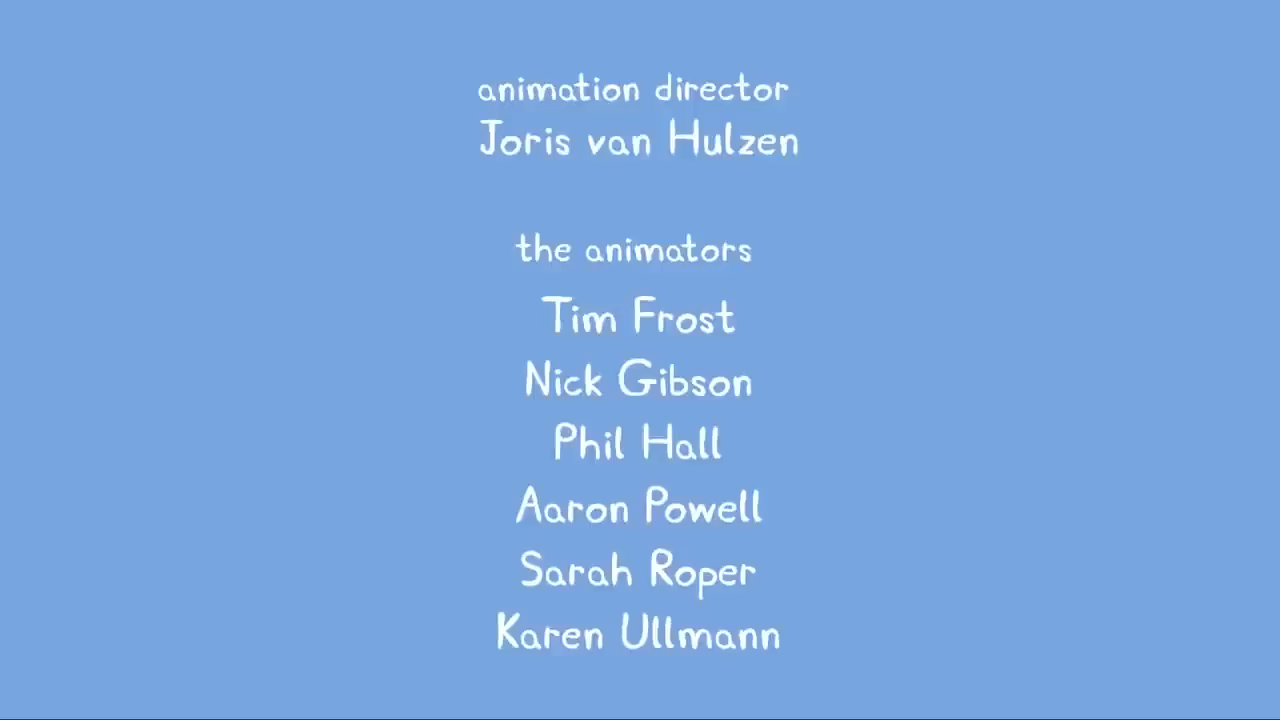 animation director
Joris van Hulzen
the animators
Tim Frost
Nick Gibson
Phil Hall
Aaron Powell
Sarah Roper
Karen Ullmann